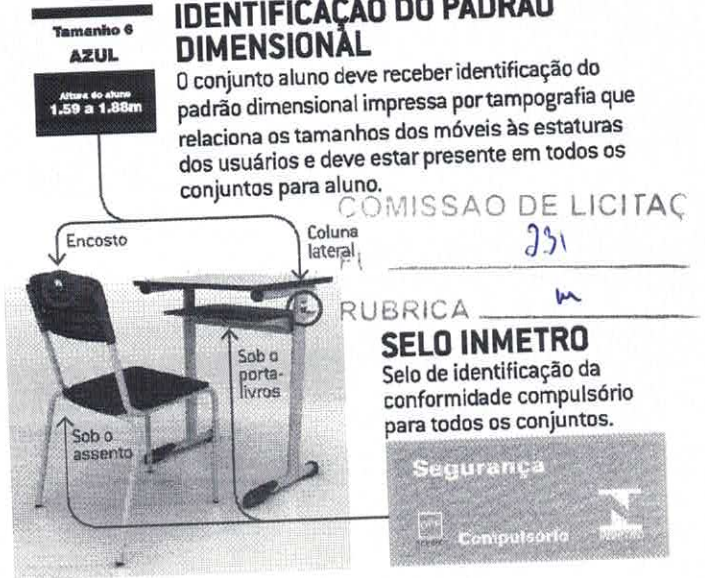 Tamanho 6
AZUL
Altura do aluno
1.59 a 1.88m
IDENTIFICAÇÃO DO PADRÃO
DIMENSIONAL
O conjunto aluno deve receber identificação do
padrão dimensional impressa por tampografia que
relaciona os tamanhos dos móveis às estaturas
dos usuários e deve estar presente em todos os
conjuntos para aluno.
COMISSAO DE LICITAÇ
Fl 231
RUBRICA
Encosto
Coluna
lateral
Sob o
porta-
livros
Sob o
assento
SELO INMETRO
Selo de identificação da
conformidade compulsório
para todos os conjuntos.
Segurança
Compulsório